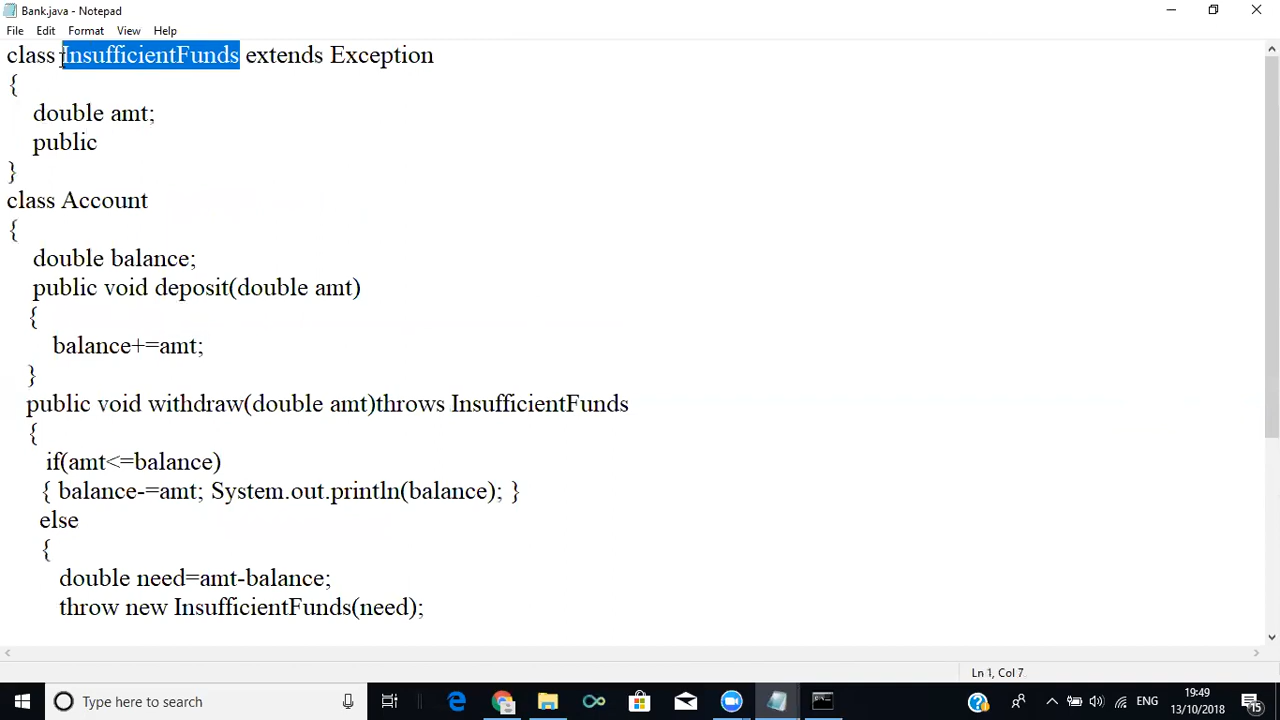 Bank.java - Notepad
File Edit Format View Help
class InsufficientFunds extends Exception
{
double amt;
public
}
class Account
{
double balance;
public void deposit(double amt)
{
balance+=amt;
}
public void withdraw(double amt)throws InsufficientFunds
{
if(amt<=balance)
{ balance-=amt; System.out.println(balance); }
else
{
double need=amt-balance;
throw new InsufficientFunds(need);
Ln 1, Col 7
Type here to search
ENG
19:49
13/10/2018
15